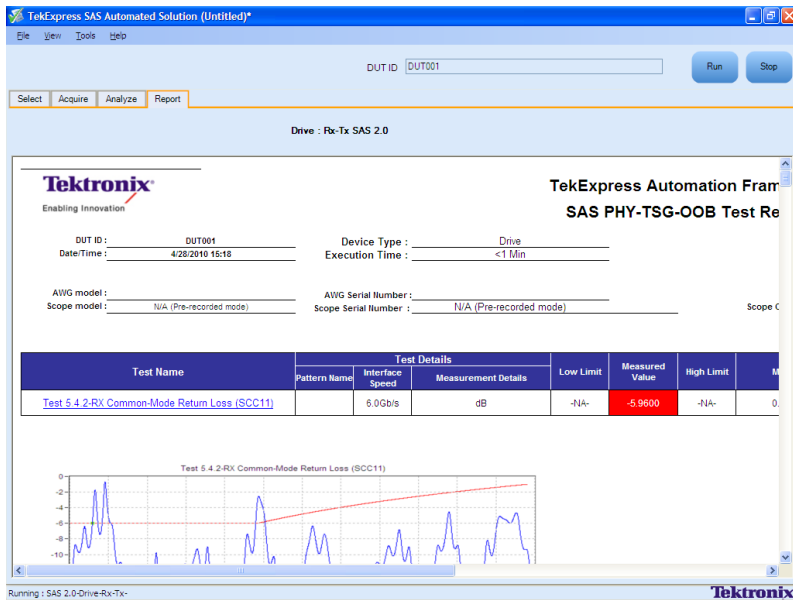 TekExpress SAS Automated Solution (Untitled)*
File View Tools Help
DUT ID DUT001 Run Stop
Select Acquire Analyze Report
Drive : Rx-Tx SAS 2.0
Tektronix
Enabling Innovation
TekExpress Automation Fram
SAS PHY-TSG-OOB Test Re
DUT ID : DUT001 Device Type : Drive
Date/Time : 4/28/2010 15:18 Execution Time : <1 Min
AWG model : AWG Serial Number :
Scope model : N/A (Pre-recorded mode) Scope Serial Number : N/A (Pre-recorded mode) Scope
Test Name Test Details Low Limit Measured Value High Limit M
Pattern Name Interface Speed Measurement Details
Test 5.4.2-RX Common-Mode Return Loss (SCC11) 6.0Gb/s dB -NA- -5.9600 -NA- 0.
Test 5.4.2-RX Common-Mode Return Loss (SCC11)
0
-2
-4
-6
-8
-10
Running : SAS 2.0-Drive-Rx-Tx- Tektronix